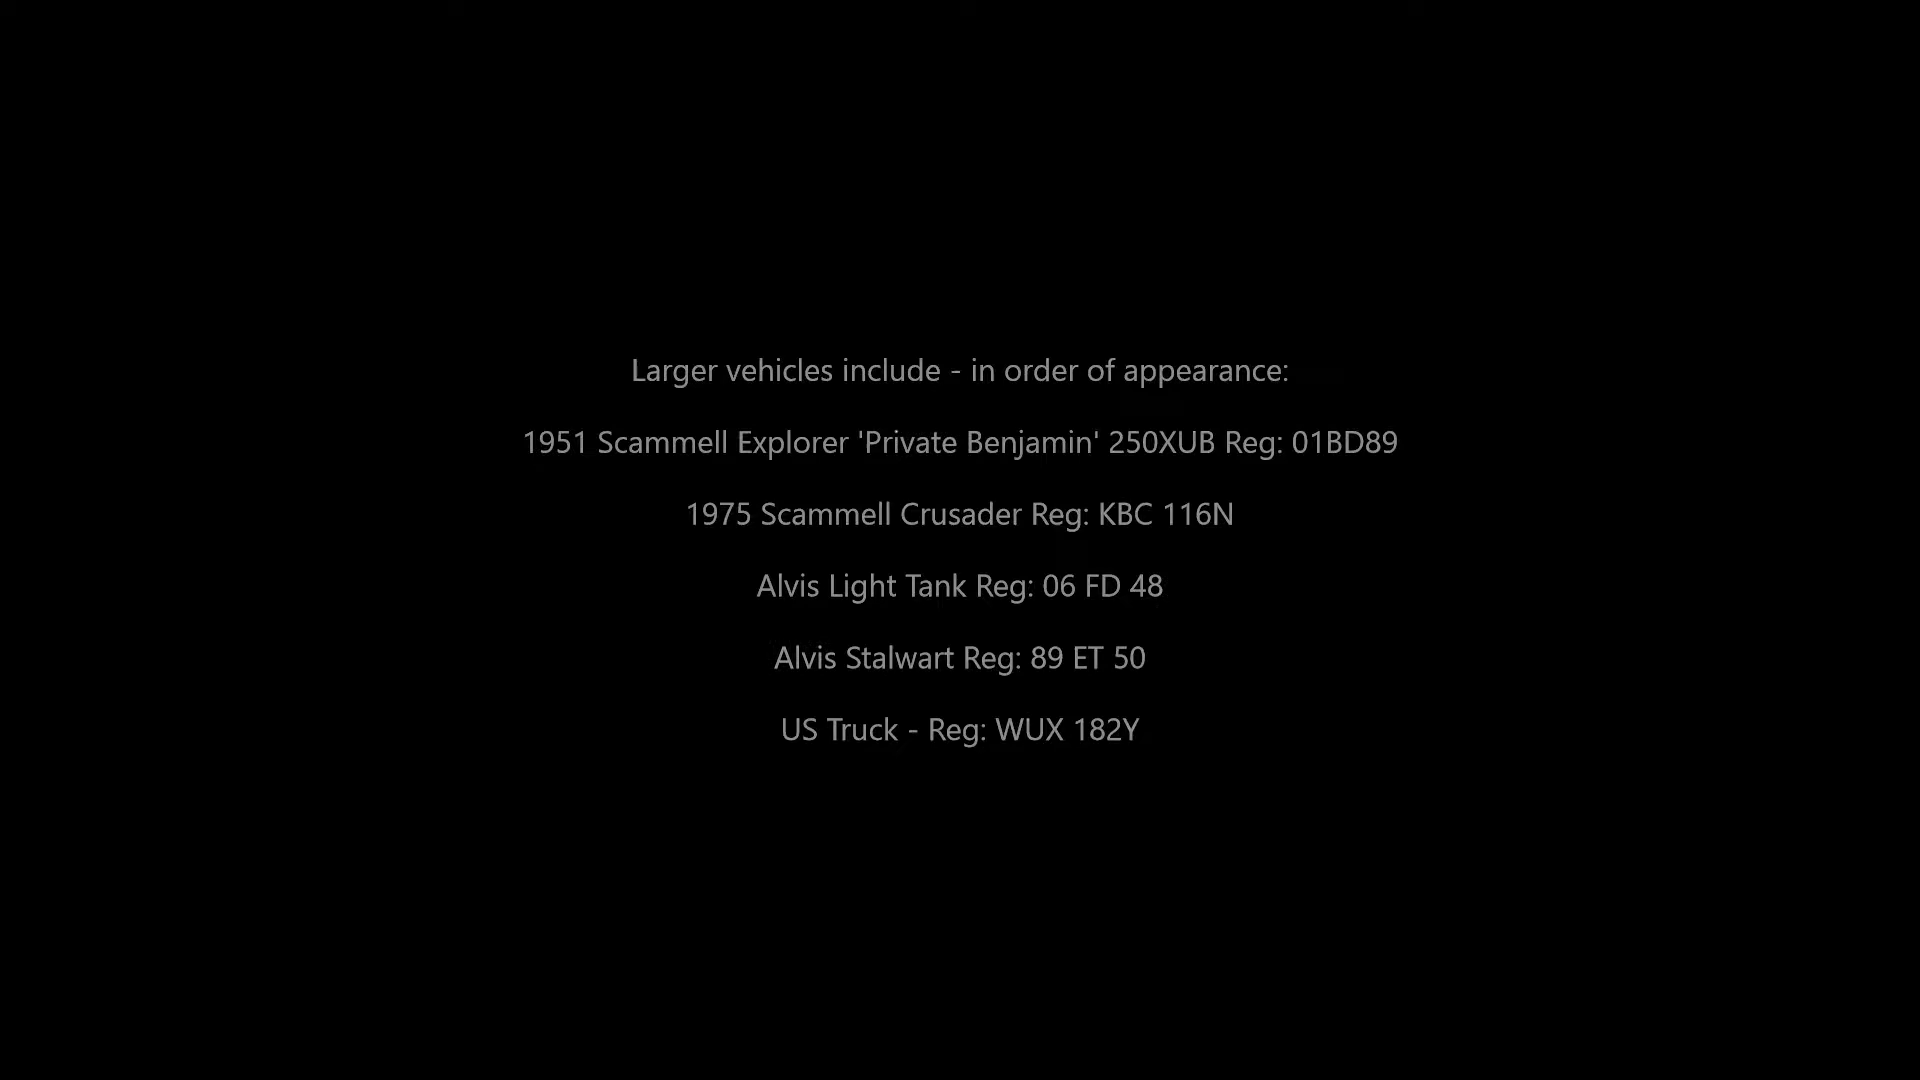 Larger vehicles include - in order of appearance:
1951 Scammell Explorer 'Private Benjamin' 250XUB Reg: 01BD89
1975 Scammell Crusader Reg: KBC 116N
Alvis Light Tank Reg: 06 FD 48
Alvis Stalwart Reg: 89 ET 50
US Truck - Reg: WUX 182Y